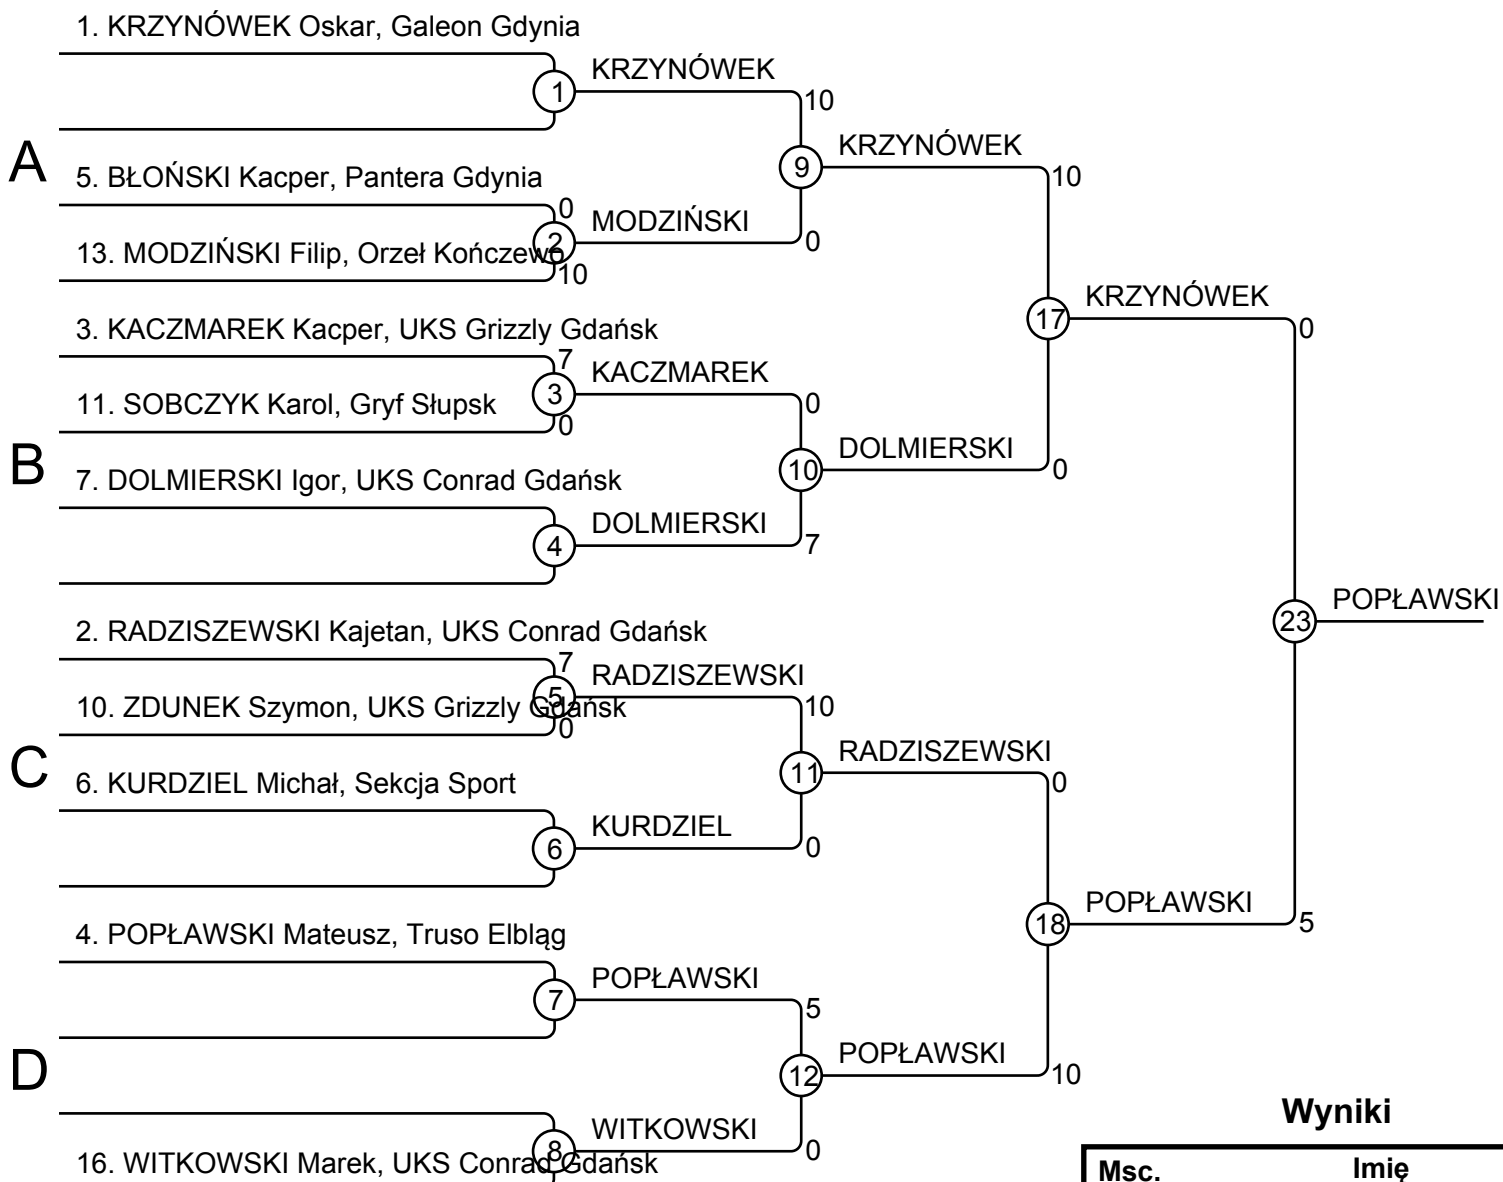 1. KRZYNÓWEK Oskar, Galeon Gdynia
KRZYNÓWEK
1
10
KRZYNÓWEK
A
9
10
5. BŁOŃSKI Kacper, Pantera Gdynia
0
MODZIŃSKI
2
0
13. MODZIŃSKI Filip, Orzeł Kończewo
10
KRZYNÓWEK
17
0
3. KACZMAREK Kacper, UKS Grizzly Gdańsk
7
KACZMAREK
3
0
11. SOBCZYK Karol, Gryf Słupsk
0
DOLMIERSKI
B
10
0
7. DOLMIERSKI Igor, UKS Conrad Gdańsk
DOLMIERSKI
4
7
POPŁAWSKI
23
2. RADZISZEWSKI Kajetan, UKS Conrad Gdańsk
7
RADZISZEWSKI
5
10
10. ZDUNEK Szymon, UKS Grizzly Gdańsk
0
RADZISZEWSKI
C
11
0
6. KURDZIEL Michał, Sekcja Sport
KURDZIEL
6
0
POPŁAWSKI
18
5
4. POPŁAWSKI Mateusz, Truso Elbląg
POPŁAWSKI
7
5
POPŁAWSKI
D
12
10
WITKOWSKI
8
0
16. WITKOWSKI Marek, UKS Conrad Gdańsk
Wyniki
Msc. Imię